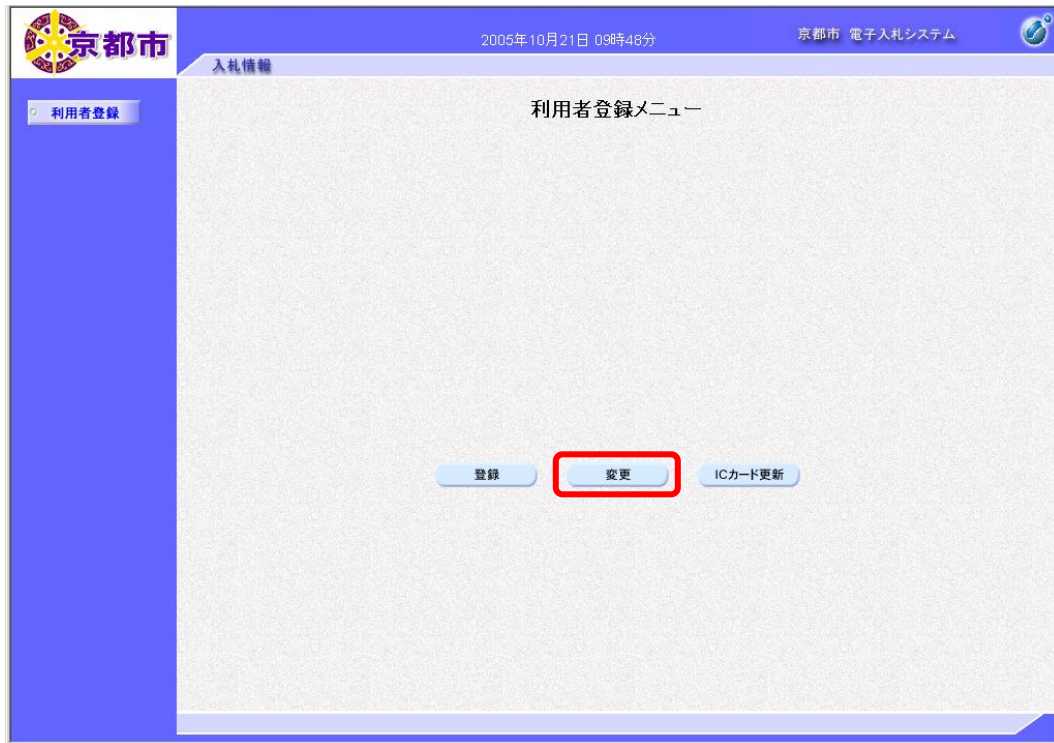 京都市
2005年10月21日 09時48分
京都市 電子入札システム
入札情報
利用者登録
利用者登録メニュー
登録
変更
ICカード更新